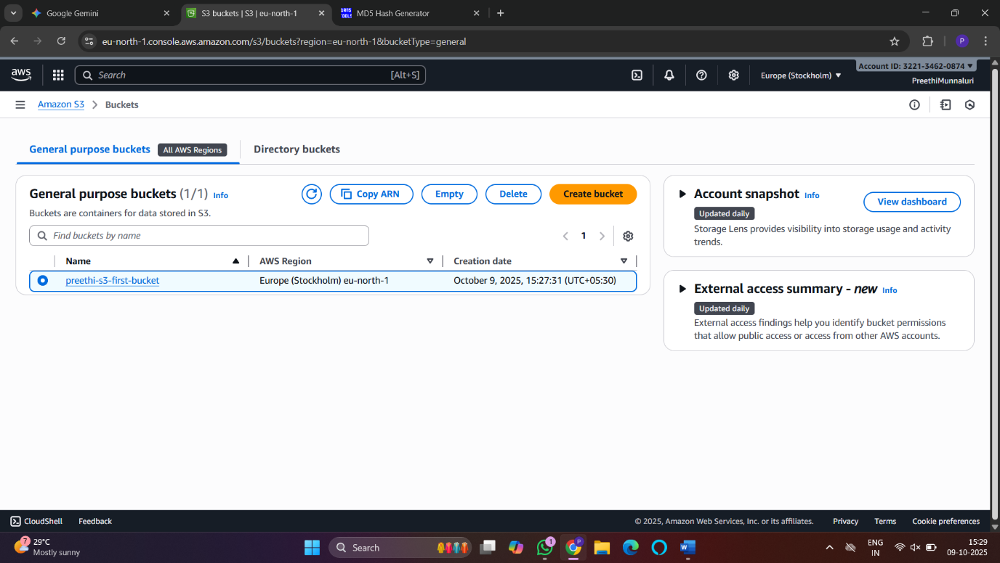 Google Gemini
S3 buckets | S3 | eu-north-1
MD5 Hash Generator
eu-north-1.console.aws.amazon.com/s3/buckets?region=eu-north-1&bucketType=general
P
aws
Search
[Alt+S]
Europe (Stockholm)
Account ID: 3221-3462-0874
PreethiMunnaluri
Amazon S3
Buckets
General purpose buckets
All AWS Regions
Directory buckets
General purpose buckets (1/1) Info
Copy ARN
Empty
Delete
Create bucket
Buckets are containers for data stored in S3.
Find buckets by name
1
Name
AWS Region
Creation date
preethi-s3-first-bucket
Europe (Stockholm) eu-north-1
October 9, 2025, 15:27:31 (UTC+05:30)
Account snapshot Info
View dashboard
Updated daily
Storage Lens provides visibility into storage usage and activity
trends.
External access summary - new Info
Updated daily
External access findings help you identify bucket permissions
that allow public access or access from other AWS accounts.
CloudShell
Feedback
© 2025, Amazon Web Services, Inc. or its affiliates.
Privacy
Terms
Cookie preferences
7
29°C
Mostly sunny
Search
1
P
W
ENG
IN
15:29
09-10-2025